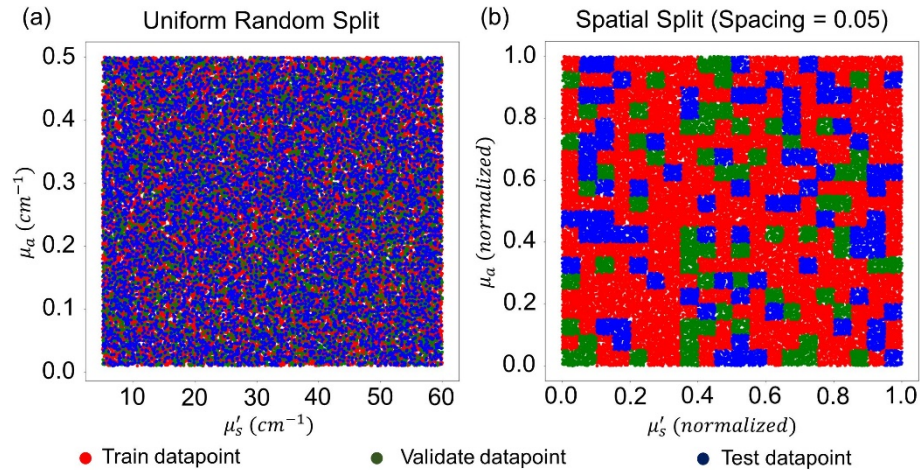 (a) Uniform Random Split
0.5
0.4
0.3
0.2
0.1
0.0
μₐ (cm⁻¹)
10 20 30 40 50 60
μ′ₛ (cm⁻¹)
(b) Spatial Split (Spacing = 0.05)
1.0
0.8
0.6
0.4
0.2
0.0
μₐ (normalized)
0.0 0.2 0.4 0.6 0.8 1.0
μ′ₛ (normalized)
Train datapoint Validate datapoint Test datapoint